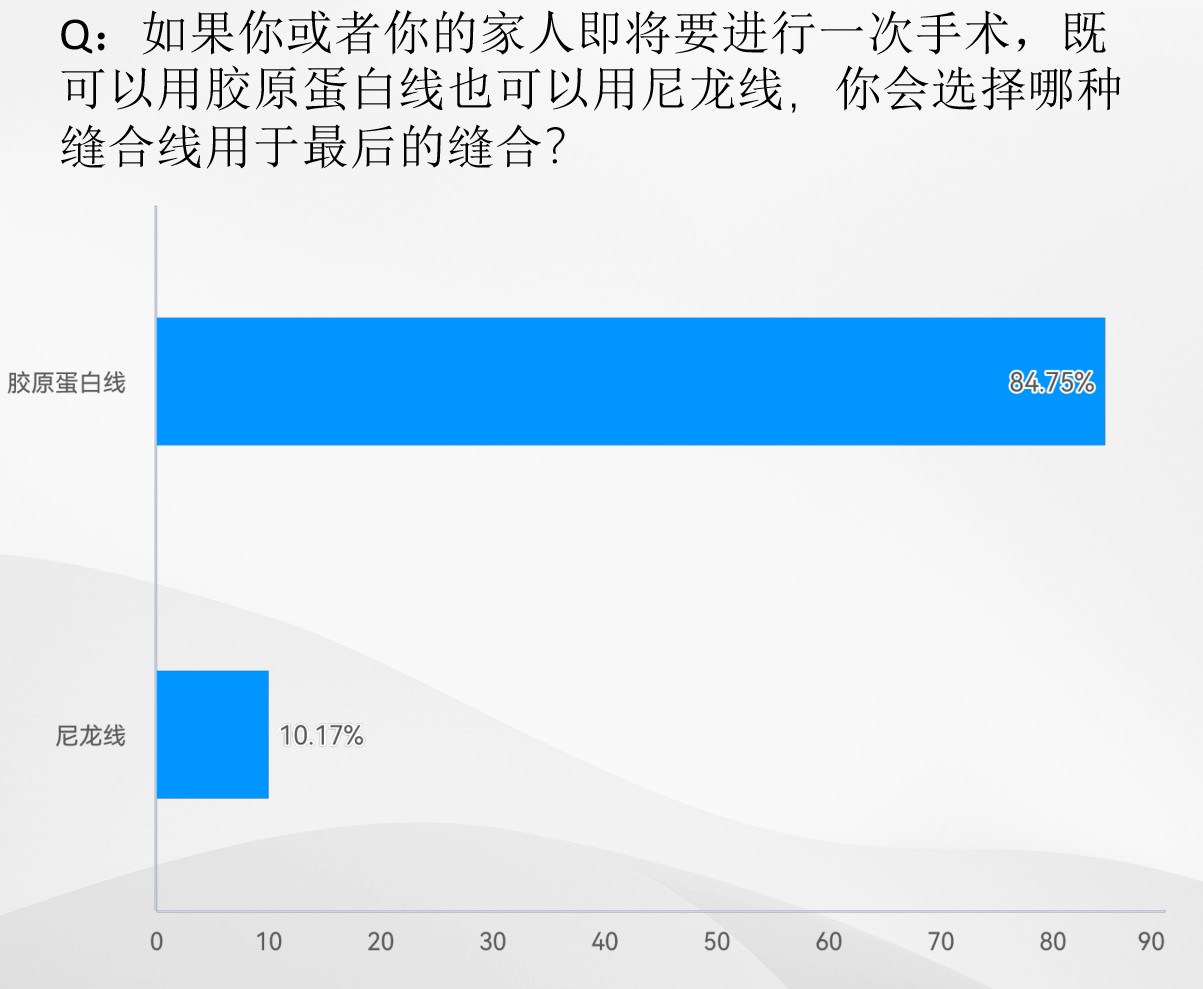 Q：如果你或者你的家人即将要进行一次手术，既
可以用胶原蛋白线也可以用尼龙线，你会选择哪种
缝合线用于最后的缝合？
胶原蛋白线
84.75%
尼龙线
10.17%
0 10 20 30 40 50 60 70 80 90